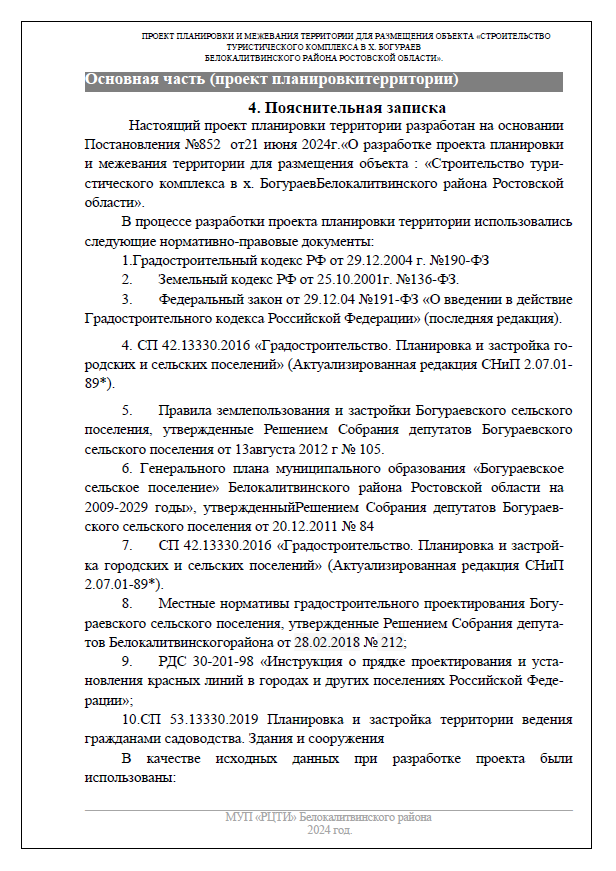 ПРОЕКТ ПЛАНИРОВКИ И МЕЖЕВАНИЯ ТЕРРИТОРИИ ДЛЯ РАЗМЕЩЕНИЯ ОБЪЕКТА «СТРОИТЕЛЬСТВО
ТУРИСТИЧЕСКОГО КОМПЛЕКСА В Х. БОГУРАЕВ
БЕЛОКАЛИТВИНСКОГО РАЙОНА РОСТОВСКОЙ ОБЛАСТИ».
Основная часть (проект планировкитерритории)
4. Пояснительная записка
Настоящий проект планировки территории разработан на основании
Постановления №852 от21 июня 2024г.«О разработке проекта планировки
и межевания территории для размещения объекта : «Строительство тури-
стического комплекса в х. БогураевБелокалитвинского района Ростовской
области».
В процессе разработки проекта планировки территории использовались
следующие нормативно-правовые документы:
1.Градостроительный кодекс РФ от 29.12.2004 г. №190-ФЗ
2. Земельный кодекс РФ от 25.10.2001г. №136-ФЗ.
3. Федеральный закон от 29.12.04 №191-ФЗ «О введении в действие
Градостроительного кодекса Российской Федерации» (последняя редакция).
4. СП 42.13330.2016 «Градостроительство. Планировка и застройка го-
родских и сельских поселений» (Актуализированная редакция СНиП 2.07.01-
89*).
5. Правила землепользования и застройки Богураевского сельского
поселения, утвержденные Решением Собрания депутатов Богураевского
сельского поселения от 13августа 2012 г № 105.
6. Генерального плана муниципального образования «Богураевское
сельское поселение» Белокалитвинского района Ростовской области на
2009-2029 годы», утвержденныйРешением Собрания депутатов Богураев-
ского сельского поселения от 20.12.2011 № 84
7. СП 42.13330.2016 «Градостроительство. Планировка и застрой-
ка городских и сельских поселений» (Актуализированная редакция СНиП
2.07.01-89*).
8. Местные нормативы градостроительного проектирования Богу-
раевского сельского поселения, утвержденные Решением Собрания депута-
тов Белокалитвинскогорайона от 28.02.2018 № 212;
9. РДС 30-201-98 «Инструкция о прядке проектирования и уста-
новления красных линий в городах и других поселениях Российской Феде-
рации»;
10.СП 53.13330.2019 Планировка и застройка территории ведения
гражданами садоводства. Здания и сооружения
В качестве исходных данных при разработке проекта были
использованы:
МУП «РЦТИ» Белокалитвинского района
2024 год.